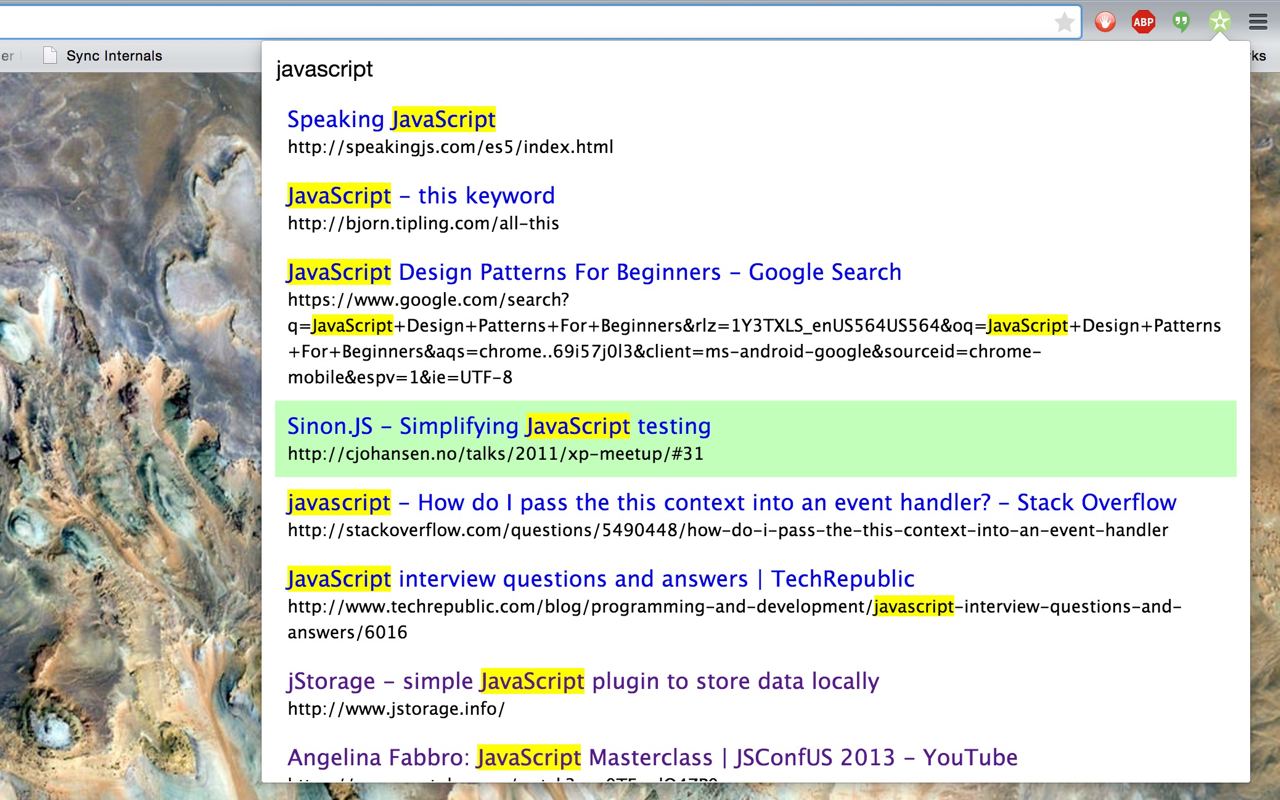 er
Sync Internals
ABP
ks
javascript
Speaking JavaScript
http://speakingjs.com/es5/index.html
JavaScript – this keyword
http://bjorn.tipling.com/all-this
JavaScript Design Patterns For Beginners – Google Search
https://www.google.com/search?
q=JavaScript+Design+Patterns+For+Beginners&rlz=1Y3TXLS_enUS564US564&oq=JavaScript+Design+Patterns
+For+Beginners&aqs=chrome..69i57j0l3&client=ms-android-google&sourceid=chrome-
mobile&espv=1&ie=UTF-8
Sinon.JS – Simplifying JavaScript testing
http://cjohansen.no/talks/2011/xp-meetup/#31
javascript – How do I pass the this context into an event handler? – Stack Overflow
http://stackoverflow.com/questions/5490448/how-do-i-pass-the-this-context-into-an-event-handler
JavaScript interview questions and answers | TechRepublic
http://www.techrepublic.com/blog/programming-and-development/javascript-interview-questions-and-
answers/6016
jStorage – simple JavaScript plugin to store data locally
http://www.jstorage.info/
Angelina Fabbro: JavaScript Masterclass | JSConfUS 2013 – YouTube